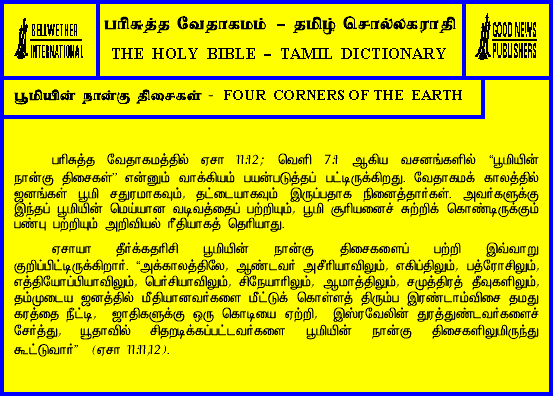 BELLWETHER
INTERNATIONAL
பரிசுத்த வேதாகமம் – தமிழ் சொல்லகராதி
THE HOLY BIBLE – TAMIL DICTIONARY
GOOD NEWS
PUBLISHERS
பூமியின் நான்கு திசைகள் - FOUR CORNERS OF THE EARTH
பரிசுத்த வேதாகமத்தில் ஏசா 11:12; வெளி 7:1 ஆகிய வசனங்களில் “பூமியின்
நான்கு திசைகள்” என்னும் வாக்கியம் பயன்படுத்தப் பட்டிருக்கிறது. வேதாகமக் காலத்தில்
ஜனங்கள் பூமி சதுரமாகவும், தட்டையாகவும் இருப்பதாக நினைத்தார்கள். அவர்களுக்கு
இந்தப் பூமியின் மெய்யான வடிவத்தைப் பற்றியும், பூமி சூரியனைச் சுற்றிக் கொண்டிருக்கும்
பண்பு பற்றியும் அறிவியல் ரீதியாகத் தெரியாது.
ஏசாயா தீர்க்கதரிசி பூமியின் நான்கு திசைகளைப் பற்றி இவ்வாறு
குறிப்பிட்டிருக்கிறார். “அக்காலத்திலே, ஆண்டவர் அசீரியாவிலும், எகிப்திலும், பத்ரோசிலும்,
எத்தியோப்பியாவிலும், பெர்சியாவிலும், சிநேயாரிலும், ஆமாத்திலும், சமுத்திரத் தீவுகளிலும்,
தம்முடைய ஜனத்தில் மீதியானவர்களை மீட்டுக் கொள்ளத் திரும்ப இரண்டாம்விசை தமது
கரத்தை நீட்டி, ஜாதிகளுக்கு ஒரு கொடியை ஏற்றி, இஸ்ரவேலின் துரத்துண்டவர்களைச்
சேர்த்து, யூதாவில் சிதறடிக்கப்பட்டவர்களை பூமியின் நான்கு திசைகளிலுமிருந்து
கூட்டுவார்” (ஏசா 11:11,12).